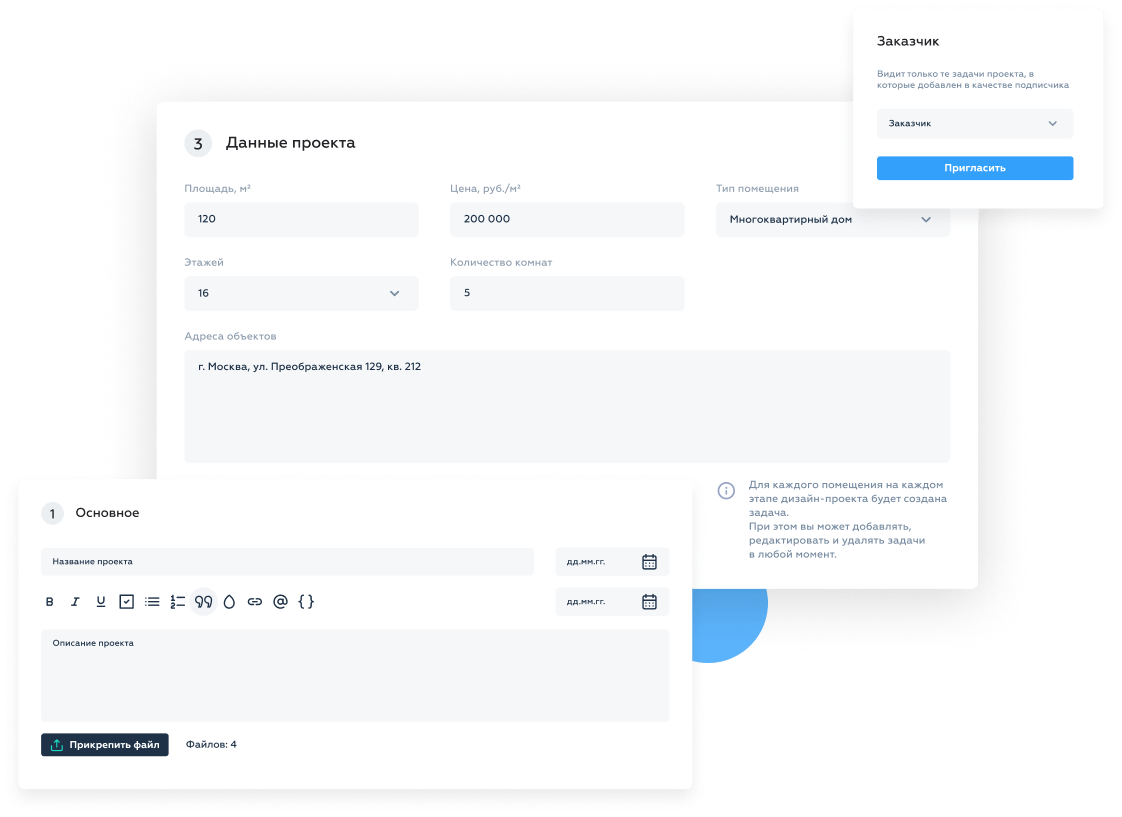 Заказчик
Видит только те задачи проекта, в
которые добавлен в качестве подписчика
Заказчик
Пригласить
3 Данные проекта
Площадь, м² Цена, руб./м² Тип помещения
120 200 000 Многоквартирный дом
Этажей Количество комнат
16 5
Адреса объектов
г. Москва, ул. Преображенская 129, кв. 212
Для каждого помещения на каждом
этапе дизайн-проекта будет создана
задача.
При этом вы может добавлять,
редактировать и удалять задачи
в любой момент.
1 Основное
Название проекта дд.мм.гг.
B I U @ { } дд.мм.гг.
Описание проекта
Прикрепить файл Файлов: 4